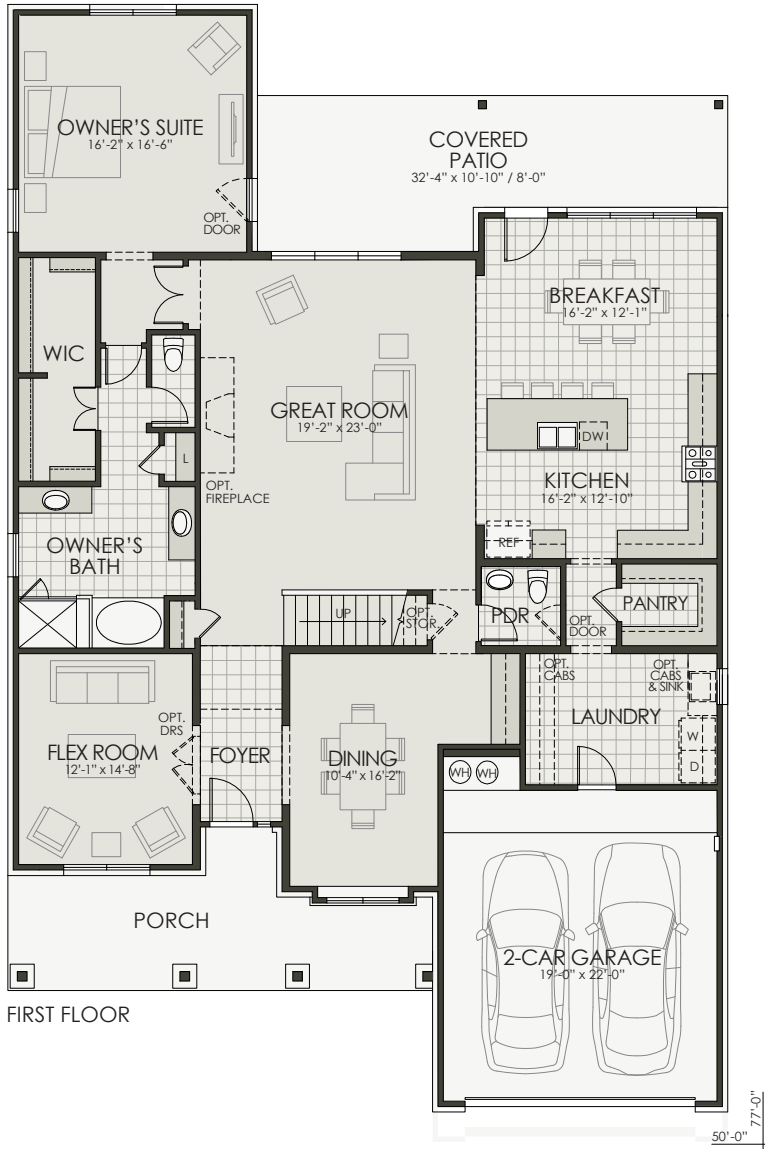 OWNER'S SUITE
16'-2" x 16'-6"
COVERED
PATIO
32'-4" x 10'-10" / 8'-0"
OPT.
DOOR
BREAKFAST
16'-2" x 12'-1"
WIC
GREAT ROOM
19'-2" x 23'-0"
DW
L
OPT.
FIREPLACE
KITCHEN
16'-2" x 12'-10"
REF
OWNER'S
BATH
UP
OPT.
STOR.
PDR
OPT.
DOOR
PANTRY
OPT.
CABS
OPT.
CABS
& SINK
LAUNDRY
W
D
OPT.
DRS
FLEX ROOM
12'-1" x 14'-8"
FOYER
DINING
10'-4" x 16'-2"
WH WH
PORCH
2-CAR GARAGE
19'-0" x 22'-0"
FIRST FLOOR
77'-0"
50'-0"